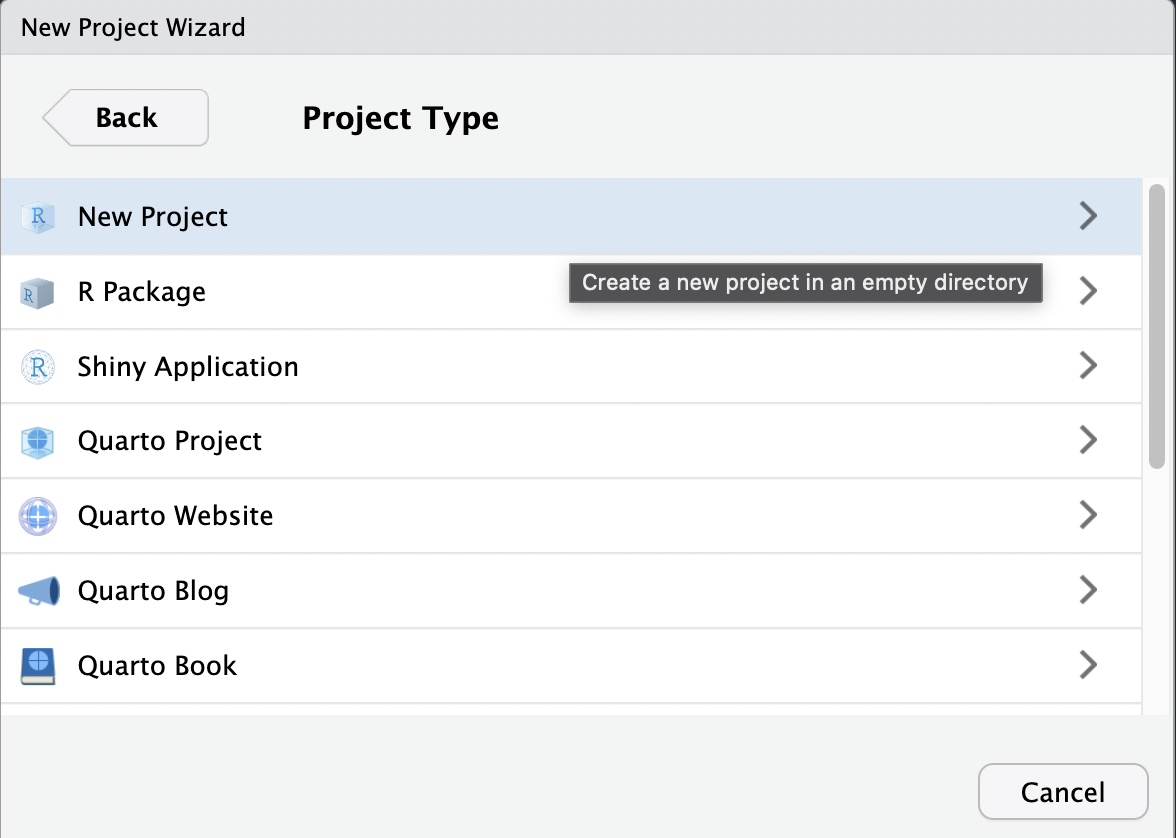 New Project Wizard
Back
Project Type
R New Project
Create a new project in an empty directory
R R Package
R Shiny Application
Quarto Project
Quarto Website
Quarto Blog
Quarto Book
Cancel